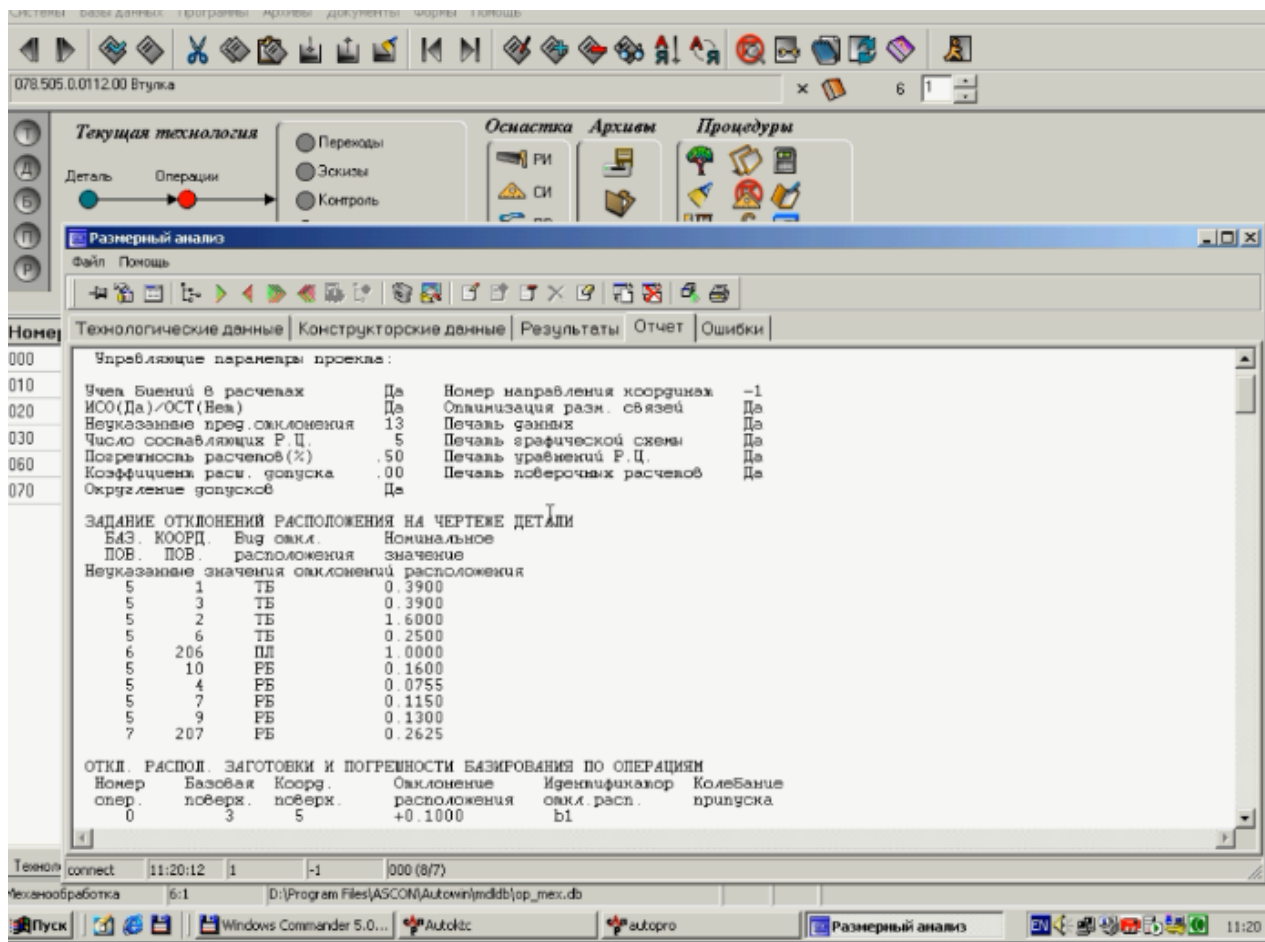 Системы Базы данных Программы Архивы Документы Формы Помощь
078.505.0.0112.00 Втулка
6 1
Т
Д
Б
П
Р
Текущая технология
Деталь Операции
Переходы
Эскизы
Контроль
Оснастка Архивы Процедуры
РИ
СИ
Размерный анализ
Файл Помощь
Технологические данные Конструкторские данные Результаты Отчет Ошибки
000
010
020
030
060
070
Управляющие параметры проекта:
Учет Биений в расчетах Да Номер направления координат -1
ИСО(Да)/ОСТ(Нет) Да Оптимизация разм. связей Да
Неуказанные пред.отклонения 13 Печать данных Да
Число составляющих Р.Ц. 5 Печать графической схемы Да
Погрешность расчетов(%) .50 Печать уравнений Р.Ц. Да
Коэффициент расш. допуска .00 Печать поверочных расчетов Да
Округление допусков Да
ЗАДАНИЕ ОТКЛОНЕНИЙ РАСПОЛОЖЕНИЯ НА ЧЕРТЕЖЕ ДЕТАЛИ
БАЗ. КООРД. Вид откл. Номинальное
ПОВ. ПОВ. расположения значение
Неуказанные значения отклонений расположения
5 1 ТБ 0.3900
5 3 ТБ 0.3900
5 2 ТБ 1.6000
5 6 ТБ 0.2500
6 206 ПЛ 1.0000
5 10 РБ 0.1600
5 4 РБ 0.0755
5 7 РБ 0.1150
5 9 РБ 0.1300
7 207 РБ 0.2625
ОТКЛ. РАСПОЛ. ЗАГОТОВКИ И ПОГРЕШНОСТИ БАЗИРОВАНИЯ ПО ОПЕРАЦИЯМ
Номер Базовая Коорд. Отклонение Идентификатор Колебание
опер. поверх. поверх. расположения откл.расп. припуска
0 3 5 +0.1000 b1
connect 11:20:12 1 -1 000 (8/7)
6:1 D:\Program Files\ASCON\Autowin\mdldb\op_mex.db
Пуск Windows Commander 5.0... Autoktc autopro Размерный анализ EN 11:20